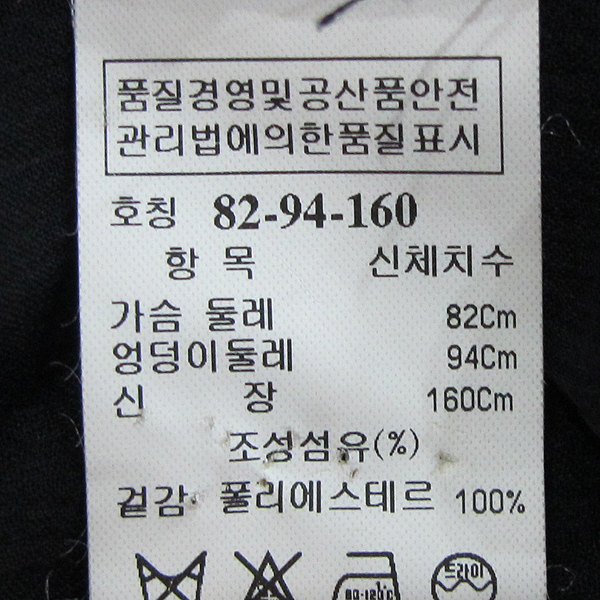 품질경영및공산품안전
관리법에의한품질표시
호칭 82-94-160
항 목 신체치수
가슴 둘레 82Cm
엉덩이둘레 94Cm
신 장 160Cm
조성섬유(%)
겉감 폴리에스테르 100%
드라이